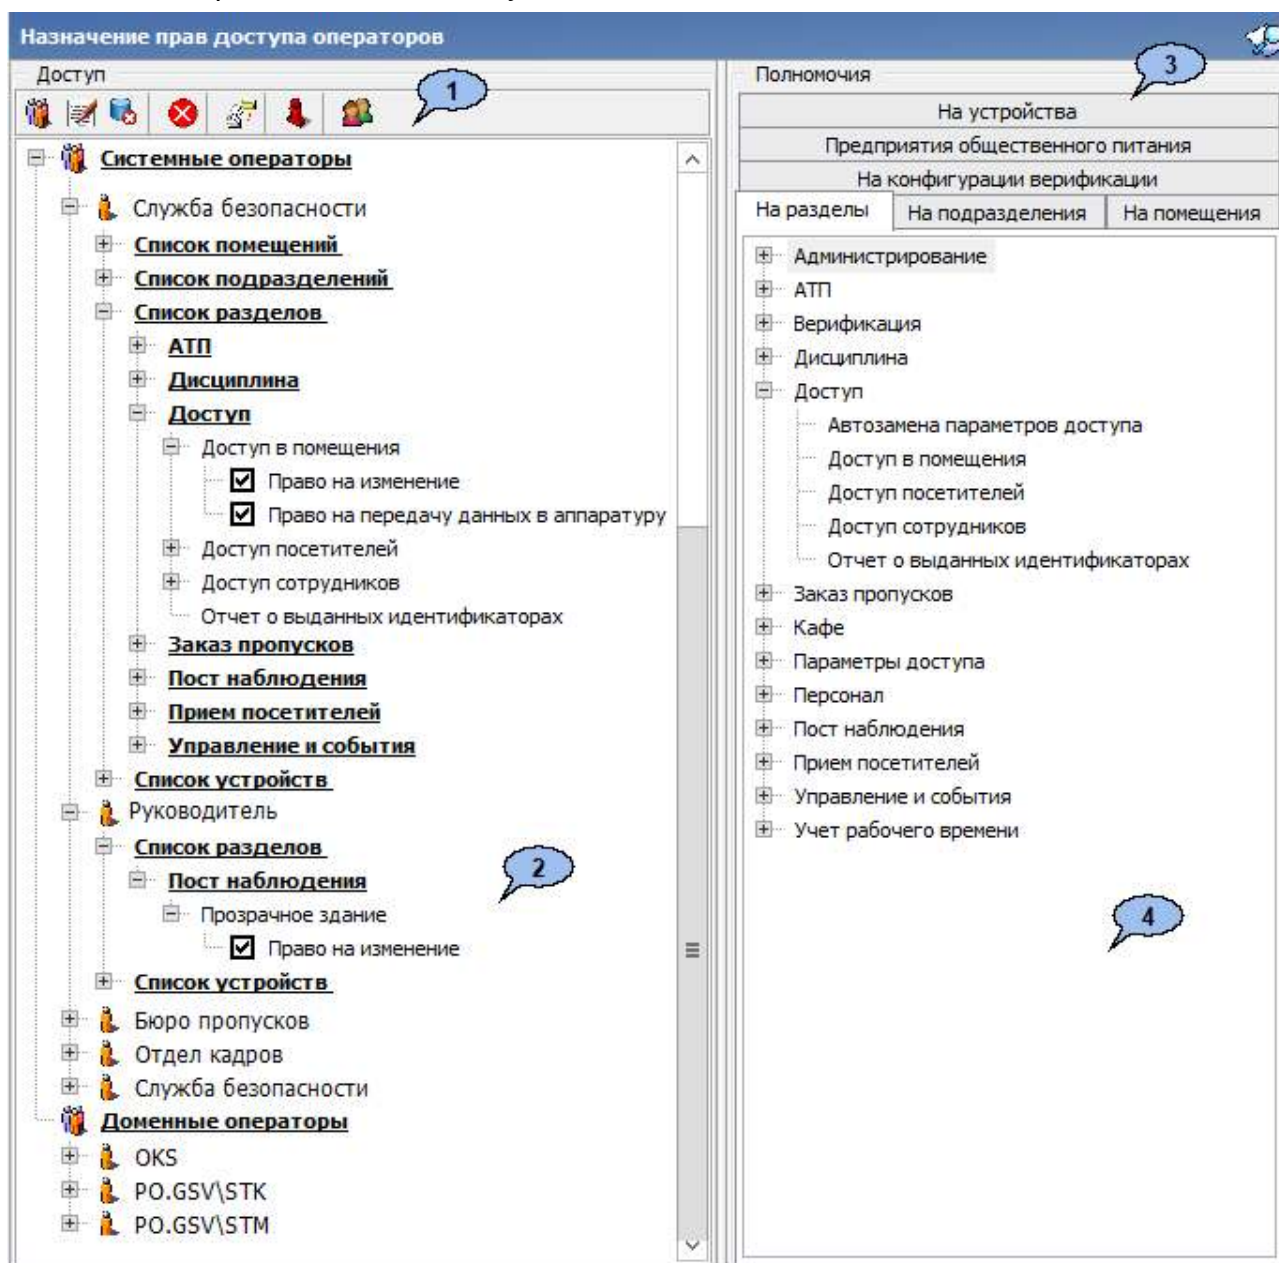 Назначение прав доступа операторов
Доступ
1
Системные операторы
Служба безопасности
Список помещений
Список подразделений
Список разделов
АТП
Дисциплина
Доступ
Доступ в помещения
Право на изменение
Право на передачу данных в аппаратуру
Доступ посетителей
Доступ сотрудников
Отчет о выданных идентификаторах
Заказ пропусков
Пост наблюдения
Прием посетителей
Управление и события
Список устройств
Руководитель
Список разделов
2
Пост наблюдения
Прозрачное здание
Право на изменение
Список устройств
Бюро пропусков
Отдел кадров
Служба безопасности
Доменные операторы
OKS
PO.GSV\STK
PO.GSV\STM
Полномочия
3
На устройства
Предприятия общественного питания
На конфигурации верификации
На разделы На подразделения На помещения
Администрирование
АТП
Верификация
Дисциплина
Доступ
Автозамена параметров доступа
Доступ в помещения
Доступ посетителей
Доступ сотрудников
Отчет о выданных идентификаторах
Заказ пропусков
Кафе
Параметры доступа
Персонал
Пост наблюдения
Прием посетителей
Управление и события
Учет рабочего времени
4